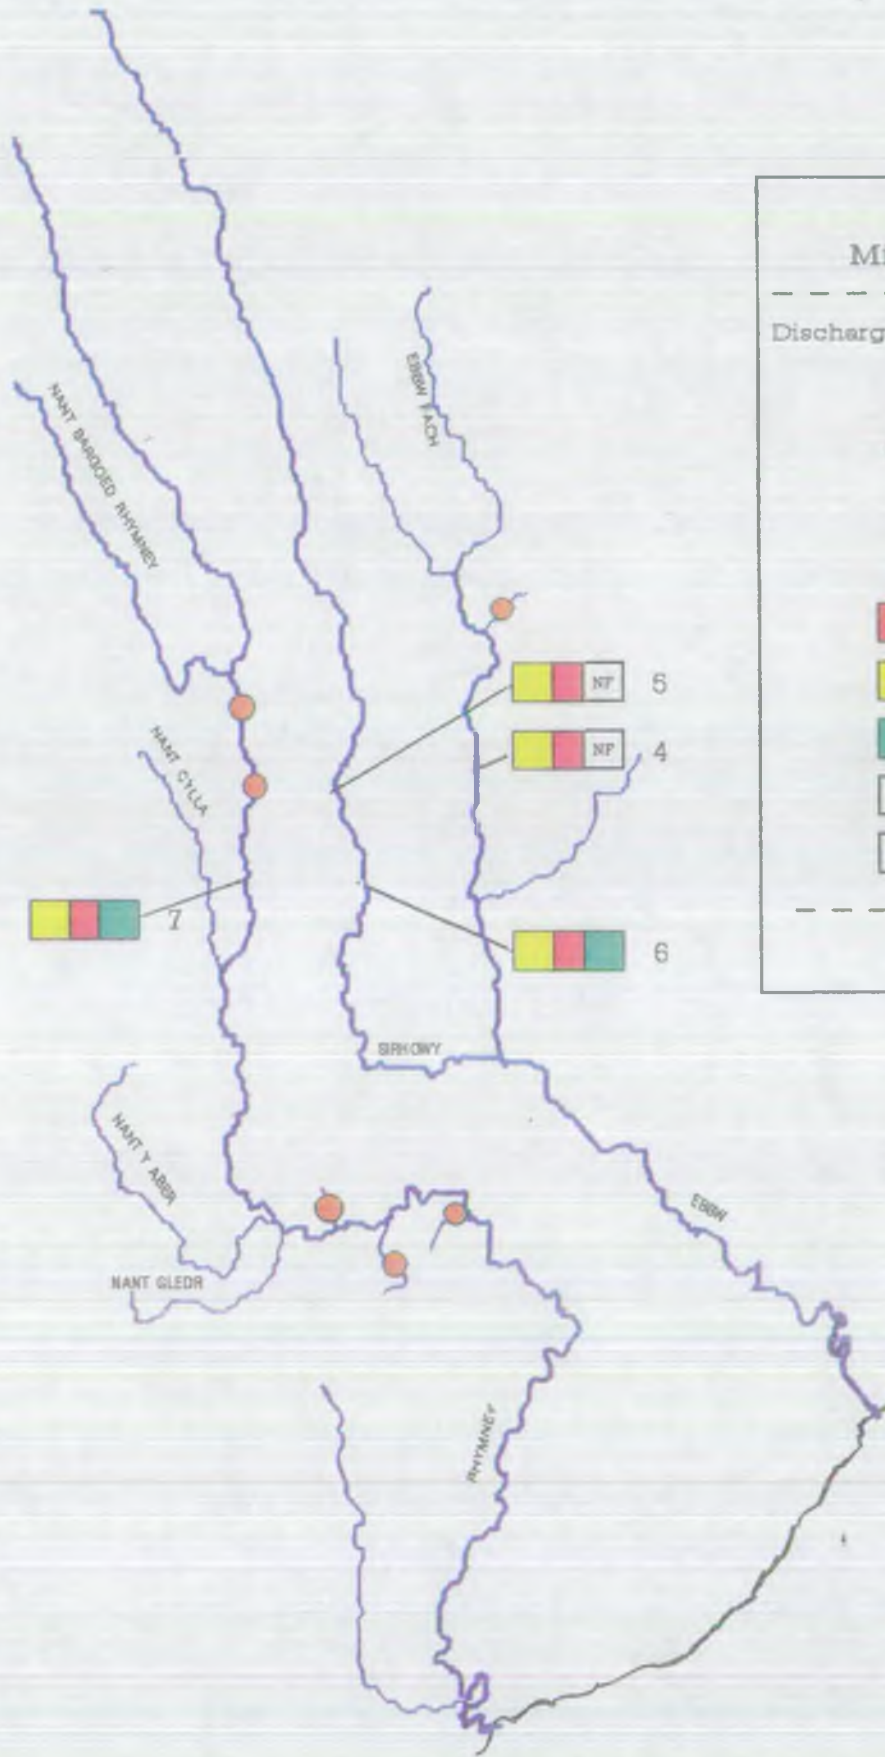 Mi
Discharg
EBBW FACH
NANT BARGOED RHYMNEY
NF 5
NANT CYLLA
NF 4
7
6
SIRHOWY
NANT Y ABER
EBBW
NANT GLEDR
RHYMNEY